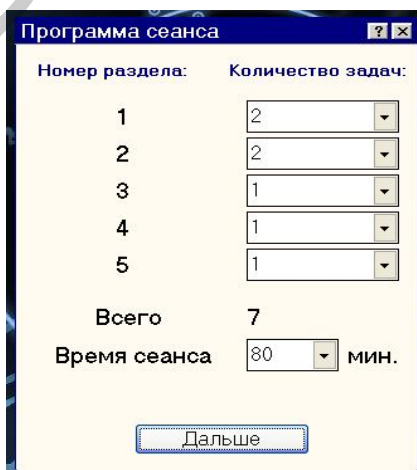 Программа сеанса
Номер раздела: Количество задач:
1 2
2 2
3 1
4 1
5 1
Всего 7
Время сеанса 80 мин.
Дальше